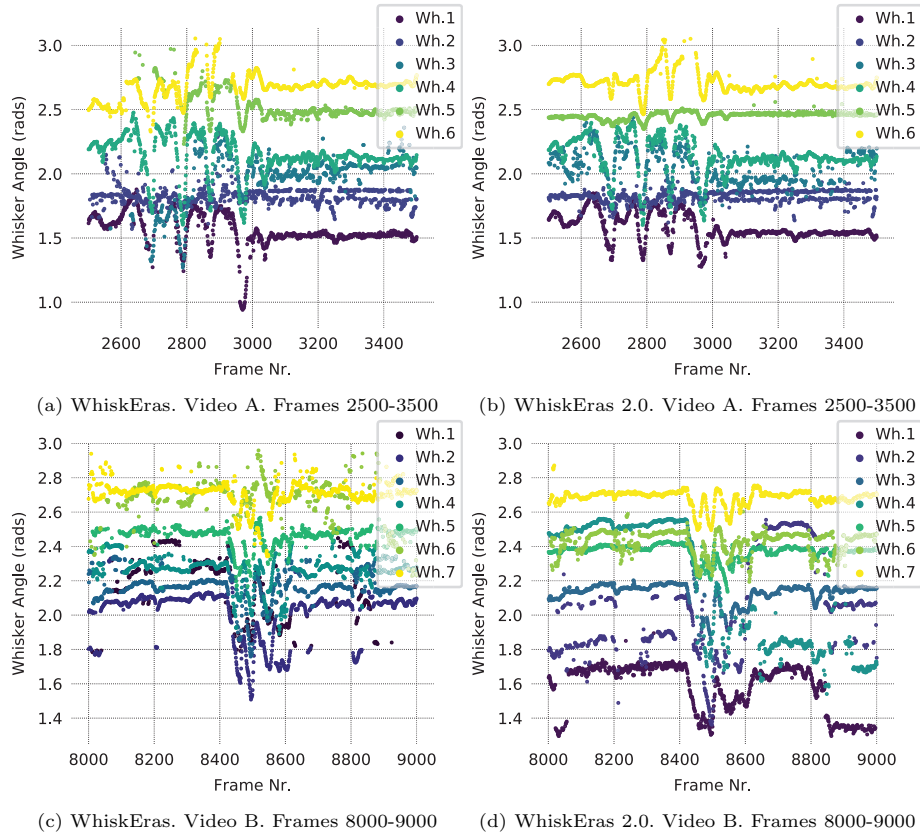 Whisker Angle (rads)
3.0
2.5
2.0
1.5
1.0
2600 2800 3000 3200 3400
Frame Nr.
Wh.1
Wh.2
Wh.3
Wh.4
Wh.5
Wh.6
(a) WhiskEras. Video A. Frames 2500-3500
Whisker Angle (rads)
3.0
2.5
2.0
1.5
1.0
2600 2800 3000 3200 3400
Frame Nr.
Wh.1
Wh.2
Wh.3
Wh.4
Wh.5
Wh.6
(b) WhiskEras 2.0. Video A. Frames 2500-3500
Whisker Angle (rads)
3.0
2.8
2.6
2.4
2.2
2.0
1.8
1.6
1.4
8000 8200 8400 8600 8800 9000
Frame Nr.
Wh.1
Wh.2
Wh.3
Wh.4
Wh.5
Wh.6
Wh.7
(c) WhiskEras. Video B. Frames 8000-9000
Whisker Angle (rads)
3.0
2.8
2.6
2.4
2.2
2.0
1.8
1.6
1.4
8000 8200 8400 8600 8800 9000
Frame Nr.
Wh.1
Wh.2
Wh.3
Wh.4
Wh.5
Wh.6
Wh.7
(d) WhiskEras 2.0. Video B. Frames 8000-9000